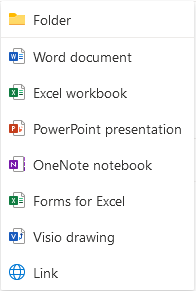 Folder
Word document
Excel workbook
PowerPoint presentation
OneNote notebook
Forms for Excel
Visio drawing
Link